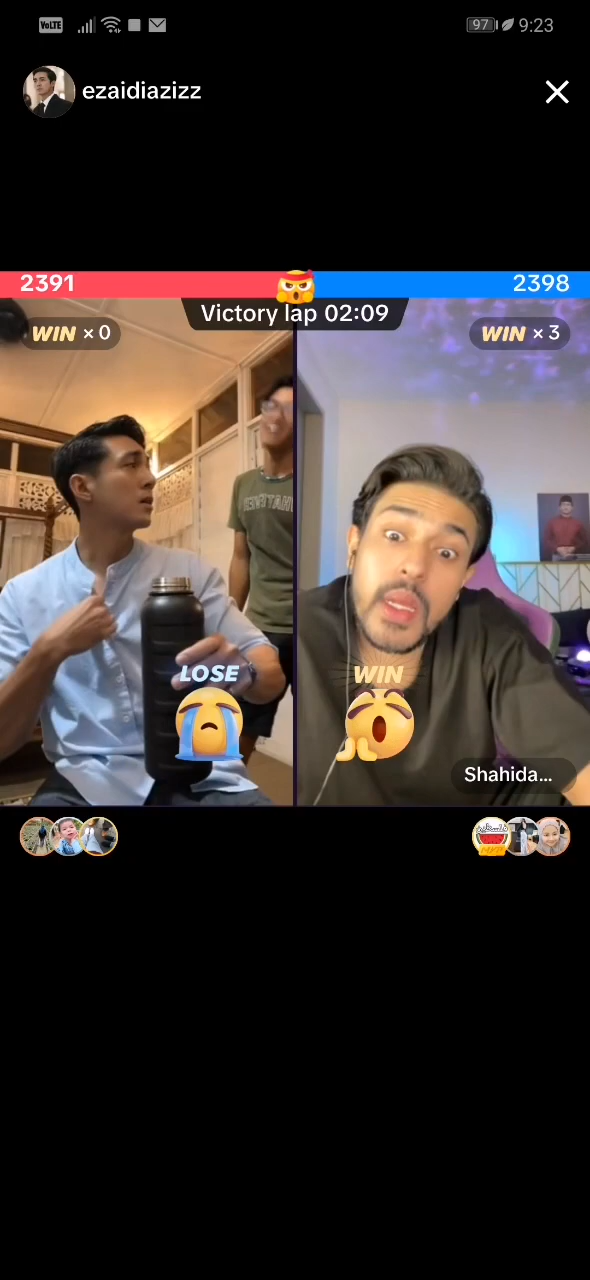 VoLTE
97
9:23
ezaidiazizz
2391
2398
Victory lap 02:09
WIN × 0
WIN × 3
LOSE
WIN
Shahida...